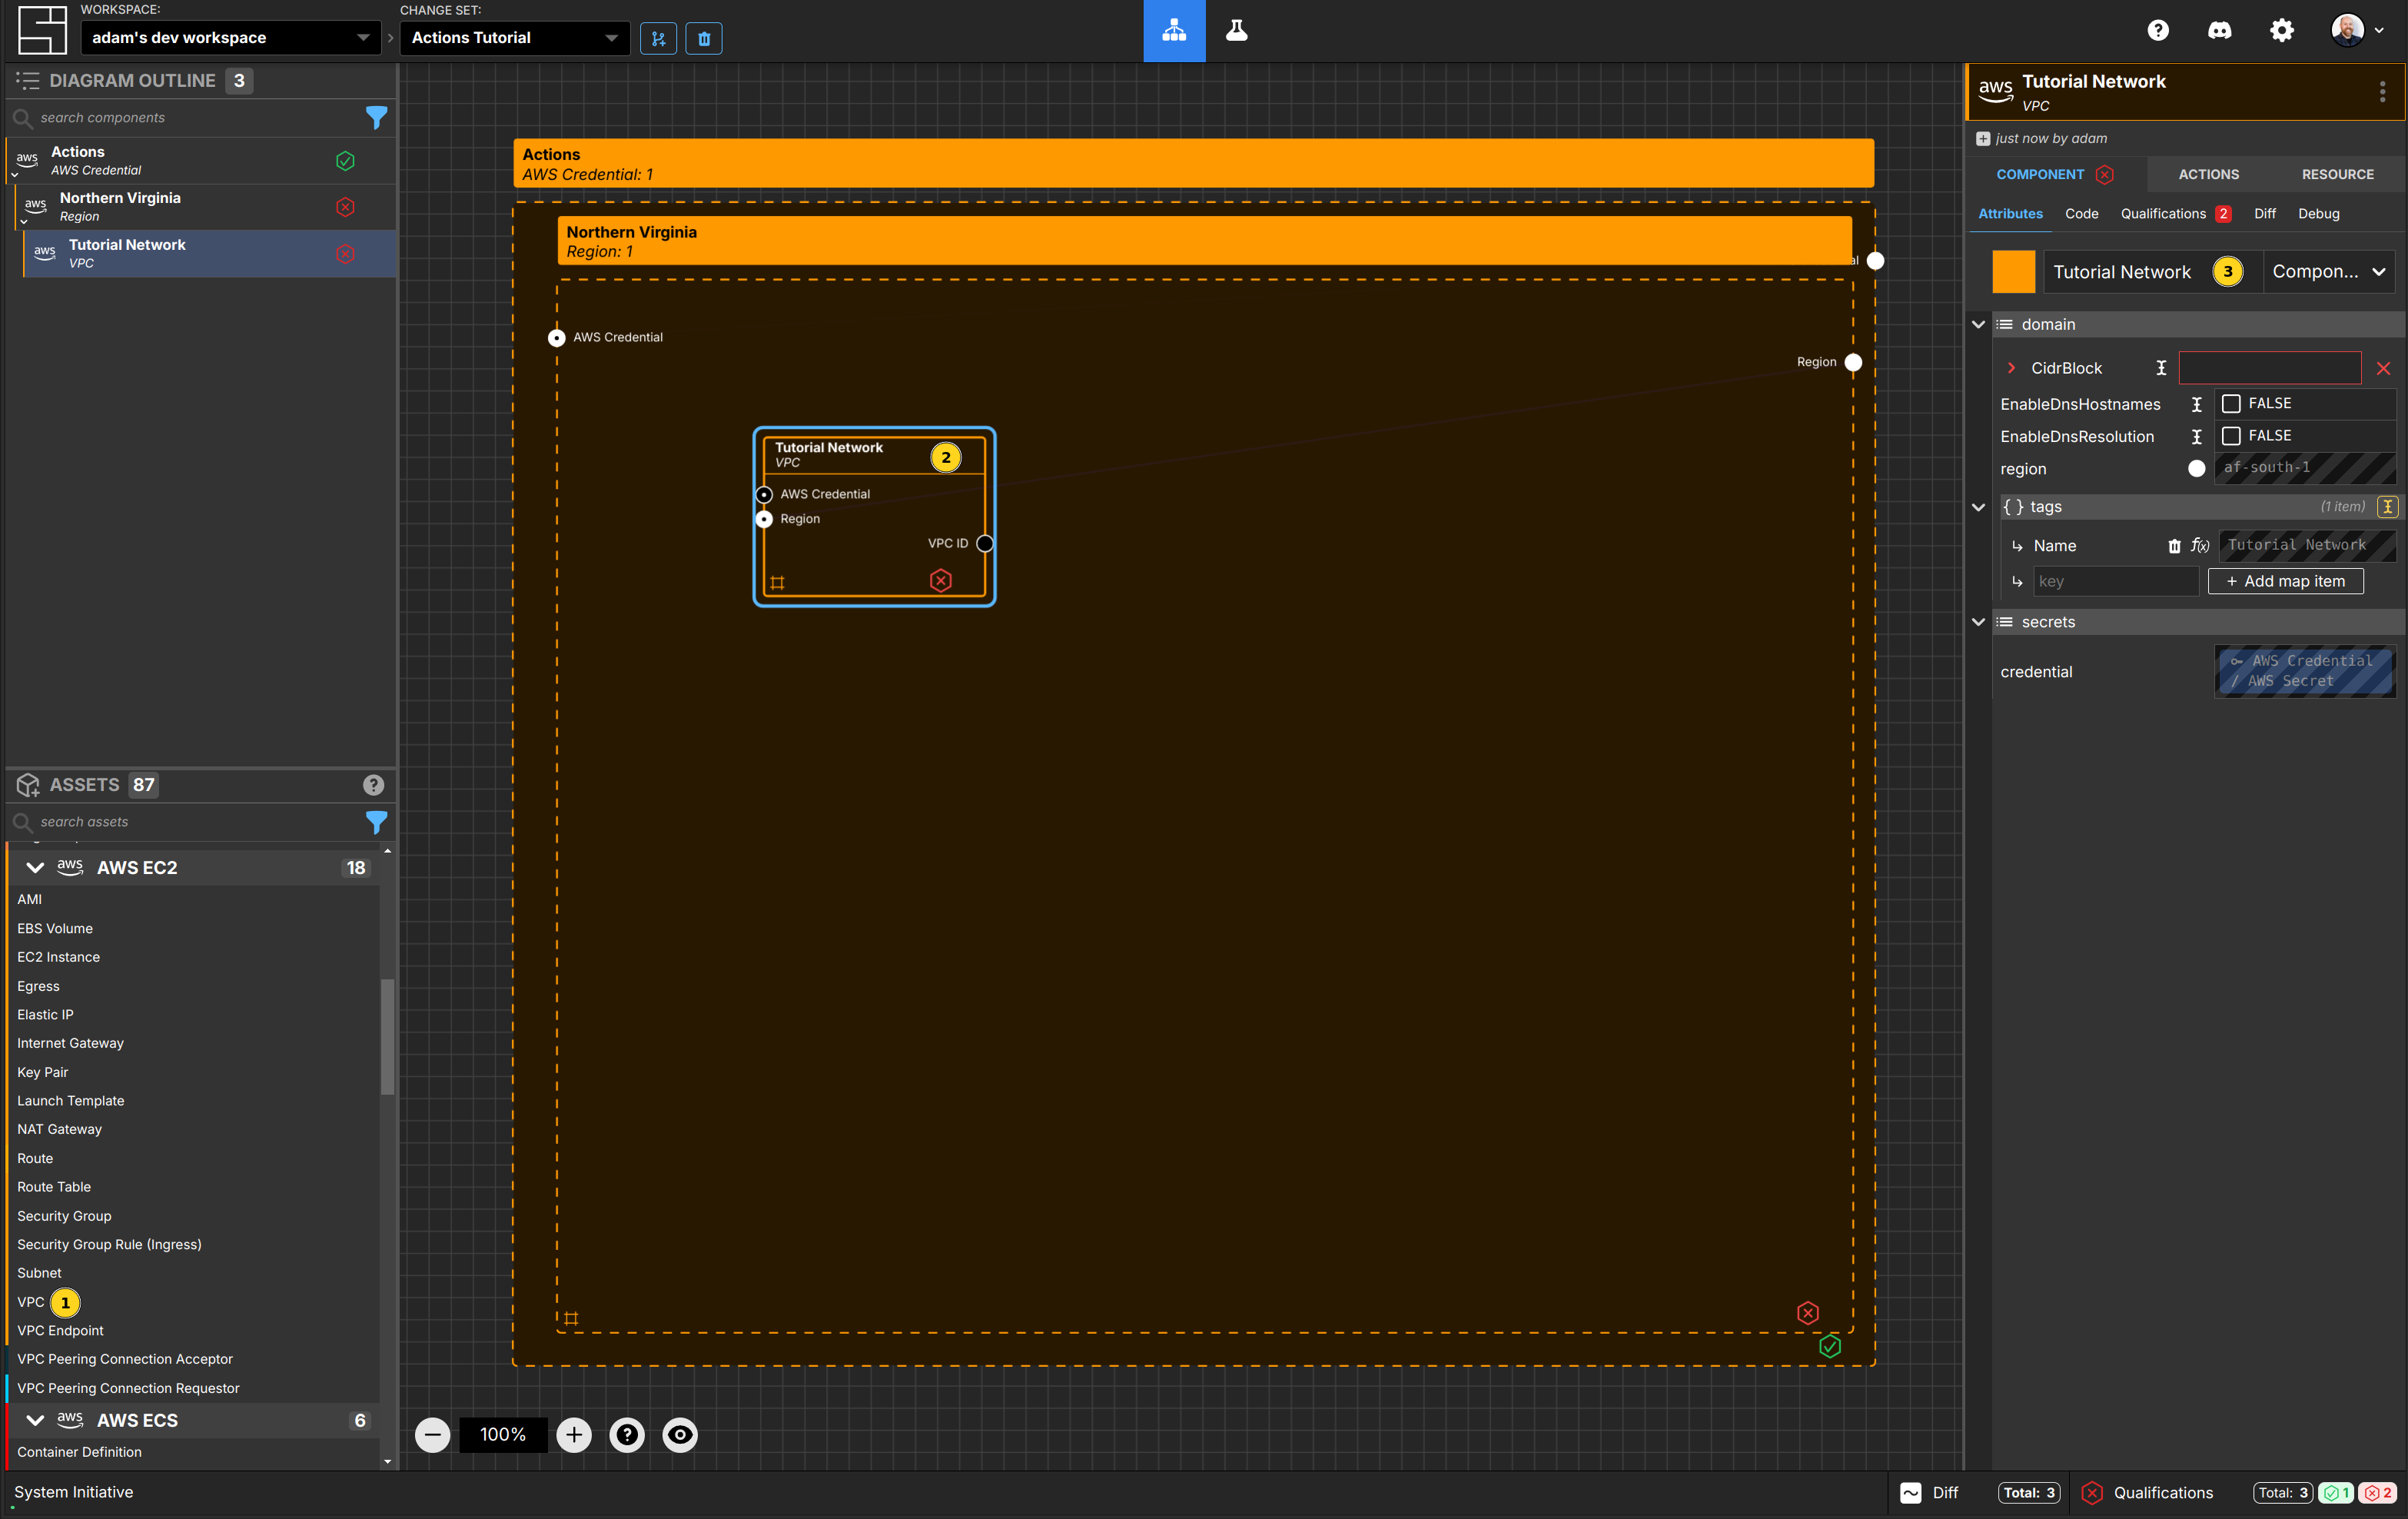 WORKSPACE:
adam's dev workspace
CHANGE SET:
Actions Tutorial
DIAGRAM OUTLINE 3
search components
aws
Actions
AWS Credential
aws
Northern Virginia
Region
aws
Tutorial Network
VPC
ASSETS 87
search assets
aws AWS EC2 18
AMI
EBS Volume
EC2 Instance
Egress
Elastic IP
Internet Gateway
Key Pair
Launch Template
NAT Gateway
Route
Route Table
Security Group
Security Group Rule (Ingress)
Subnet
VPC 1
VPC Endpoint
VPC Peering Connection Acceptor
VPC Peering Connection Requestor
aws AWS ECS 6
Container Definition
Actions
AWS Credential: 1
Northern Virginia
Region: 1
al
AWS Credential
Region
Tutorial Network 2
VPC
AWS Credential
Region
VPC ID
100%
aws
Tutorial Network
VPC
just now by adam
COMPONENT ACTIONS RESOURCE
Attributes Code Qualifications 2 Diff Debug
Tutorial Network 3 Compon...
domain
CidrBlock
EnableDnsHostnames FALSE
EnableDnsResolution FALSE
region af-south-1
{ } tags (1 item)
Name f(x) Tutorial Network
key + Add map item
secrets
credential AWS Credential
/ AWS Secret
System Initiative
Diff Total: 3 Qualifications Total: 3 1 2